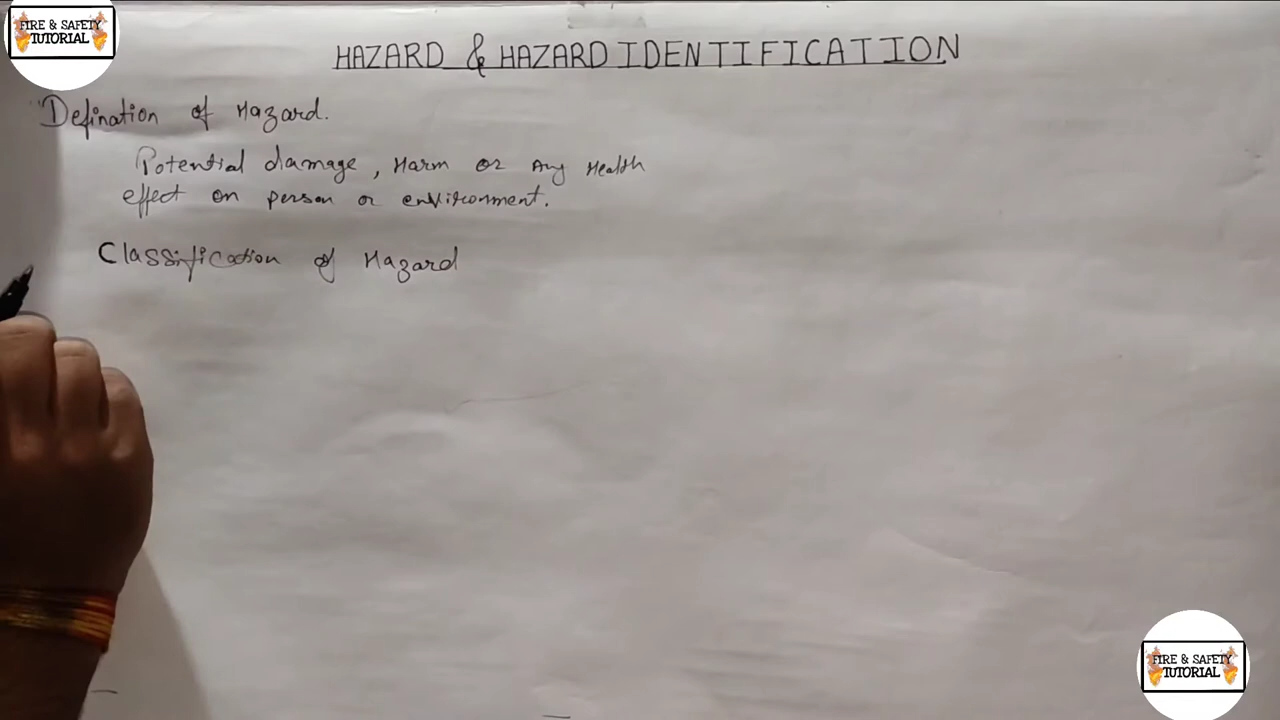 FIRE & SAFETY
TUTORIAL
HAZARD & HAZARD IDENTIFICATION
Defination of Hazard.
Potential damage, Harm or Any Health
effect on person or environment.
Classification of Hazard
FIRE & SAFETY
TUTORIAL